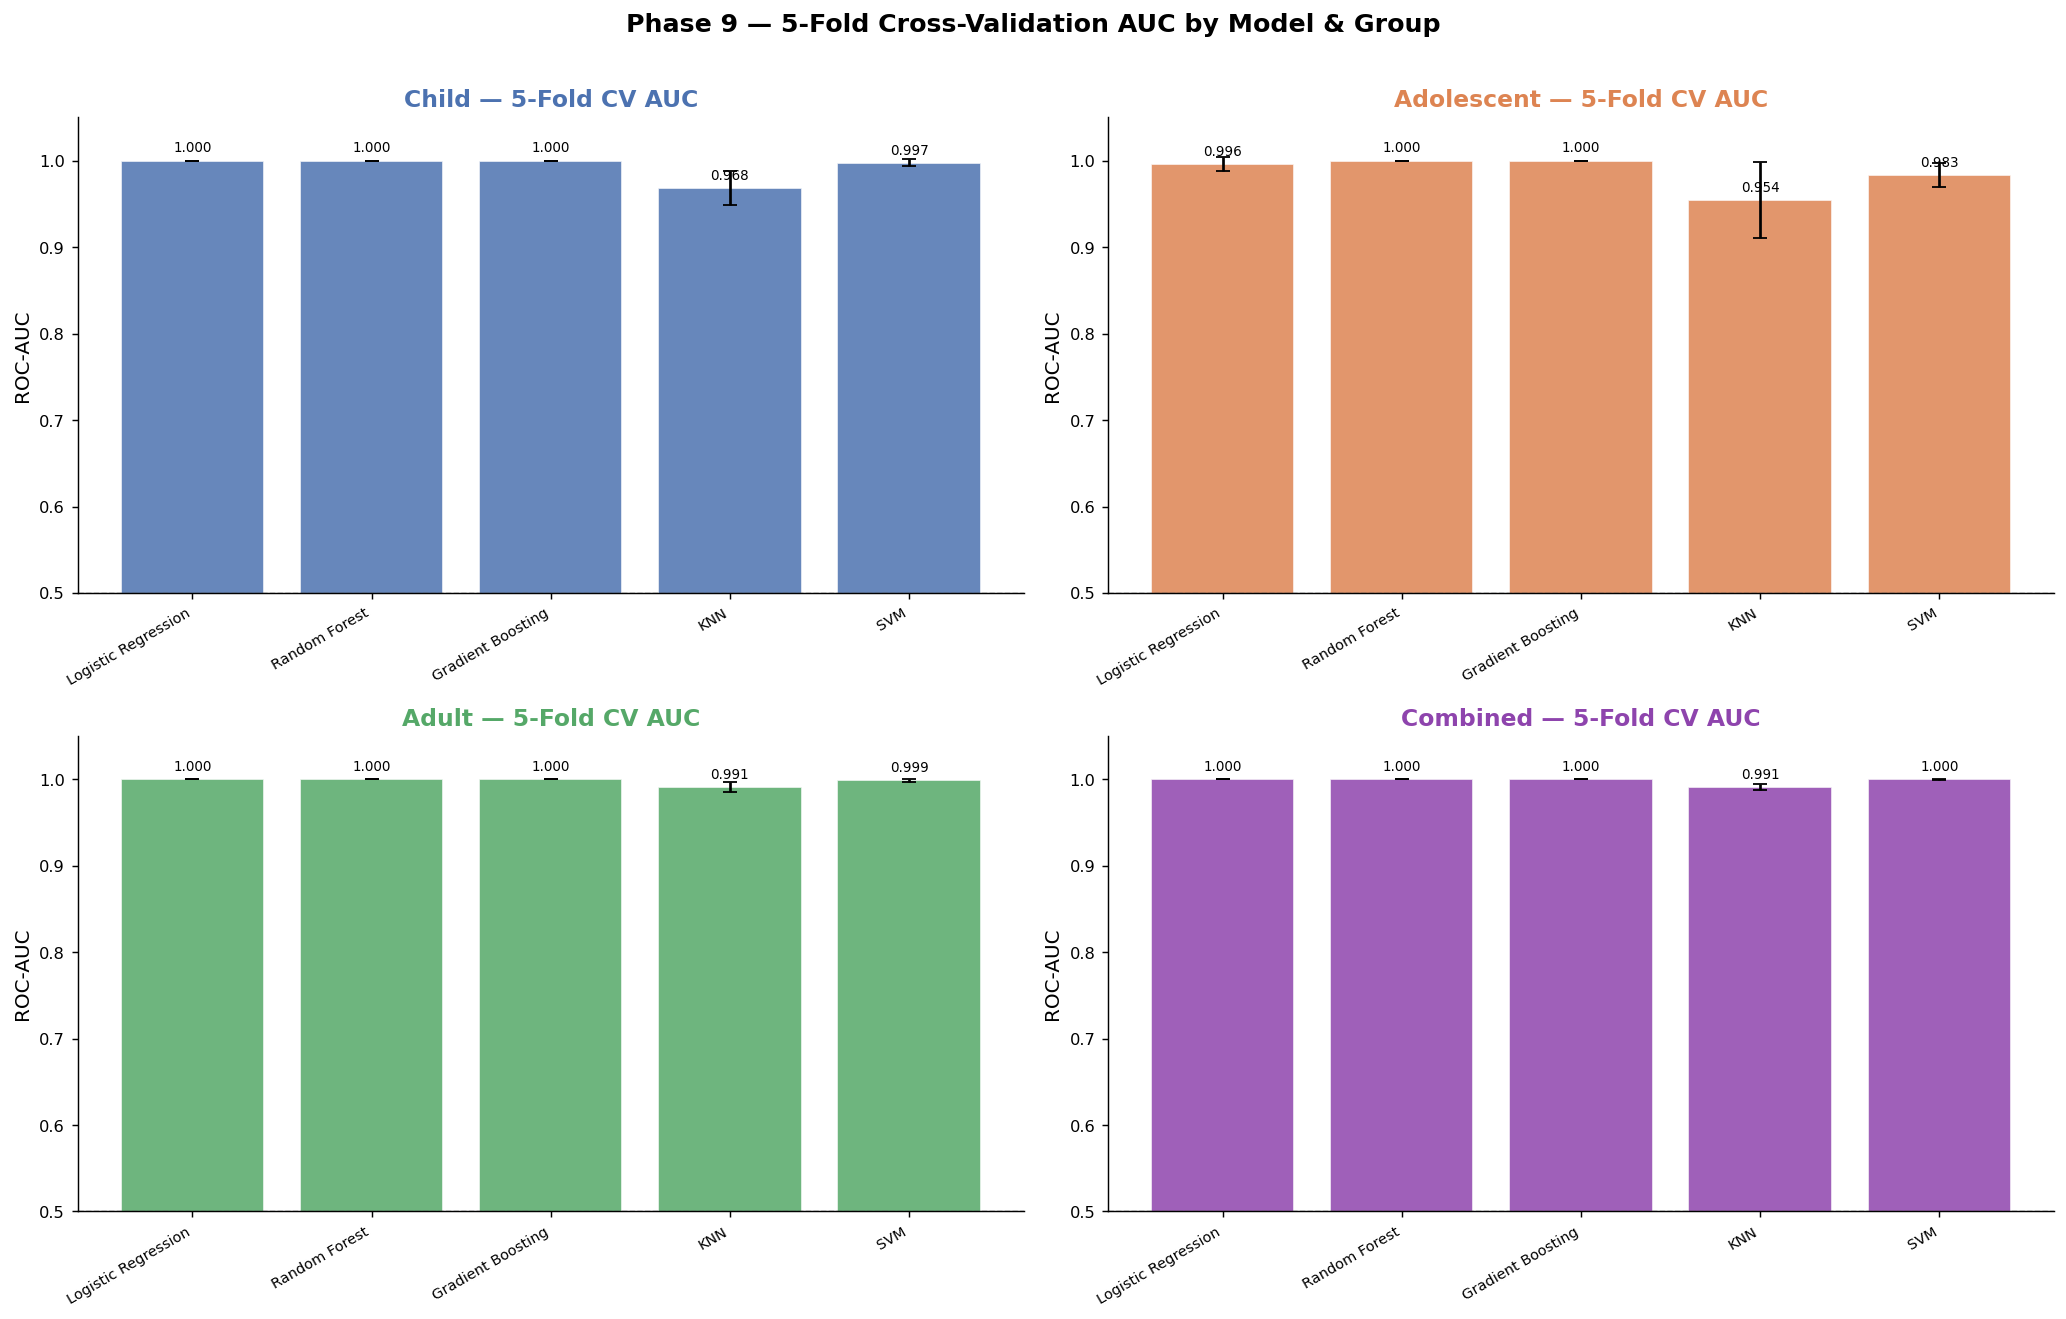 Phase 9 — 5-Fold Cross-Validation AUC by Model & Group
Child — 5-Fold CV AUC
ROC-AUC
1.0
0.9
0.8
0.7
0.6
0.5
1.000
1.000
1.000
0.968
0.997
Logistic Regression
Random Forest
Gradient Boosting
KNN
SVM
Adolescent — 5-Fold CV AUC
ROC-AUC
1.0
0.9
0.8
0.7
0.6
0.5
0.996
1.000
1.000
0.954
0.983
Logistic Regression
Random Forest
Gradient Boosting
KNN
SVM
Adult — 5-Fold CV AUC
ROC-AUC
1.0
0.9
0.8
0.7
0.6
0.5
1.000
1.000
1.000
0.991
0.999
Logistic Regression
Random Forest
Gradient Boosting
KNN
SVM
Combined — 5-Fold CV AUC
ROC-AUC
1.0
0.9
0.8
0.7
0.6
0.5
1.000
1.000
1.000
0.991
1.000
Logistic Regression
Random Forest
Gradient Boosting
KNN
SVM